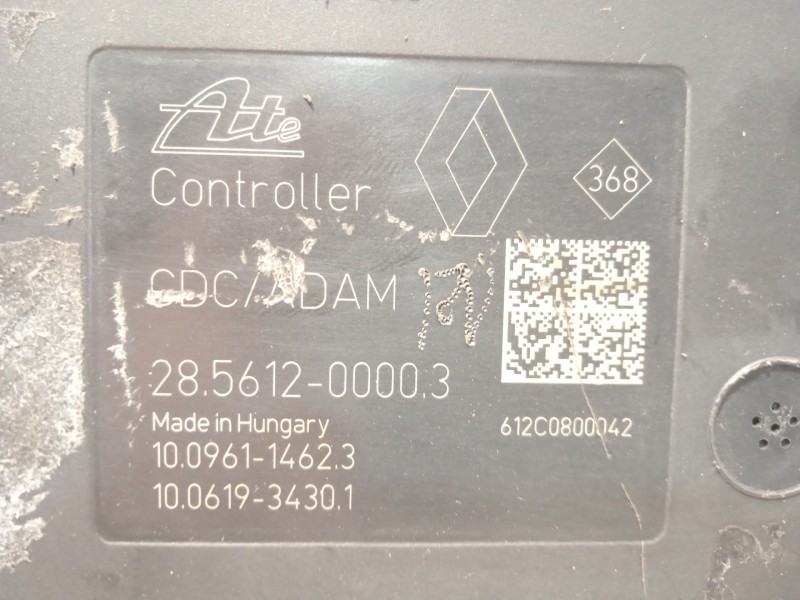 Ate
Controller
368
CDC/ADAM
28.5612-0000.3
Made in Hungary
612C0800042
10.0961-1462.3
10.0619-3430.1